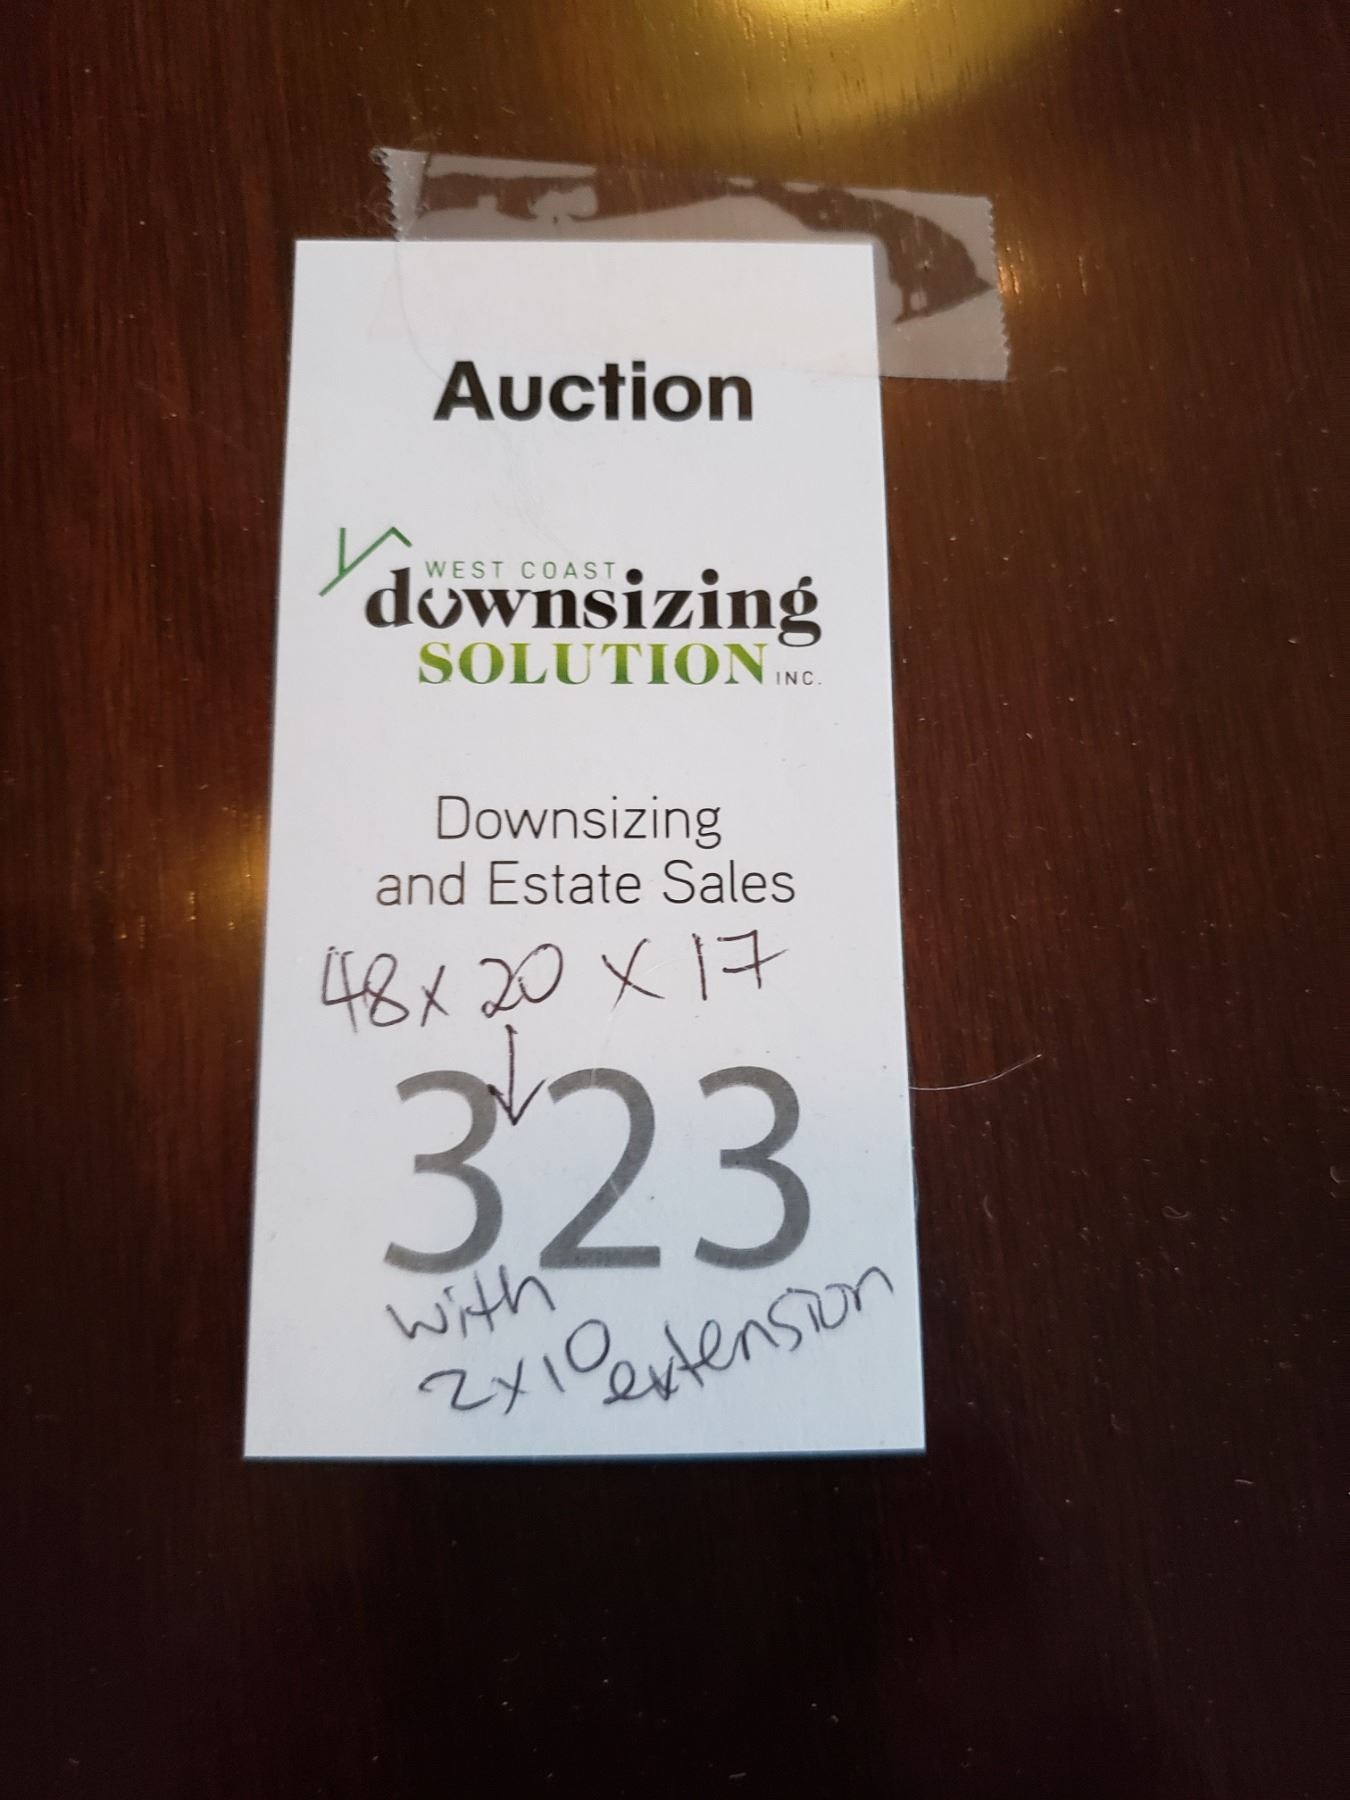 Auction
WEST COAST
downsizing
SOLUTION INC.
Downsizing
and Estate Sales
48 x 20 x 17
323
with
2x10 extension